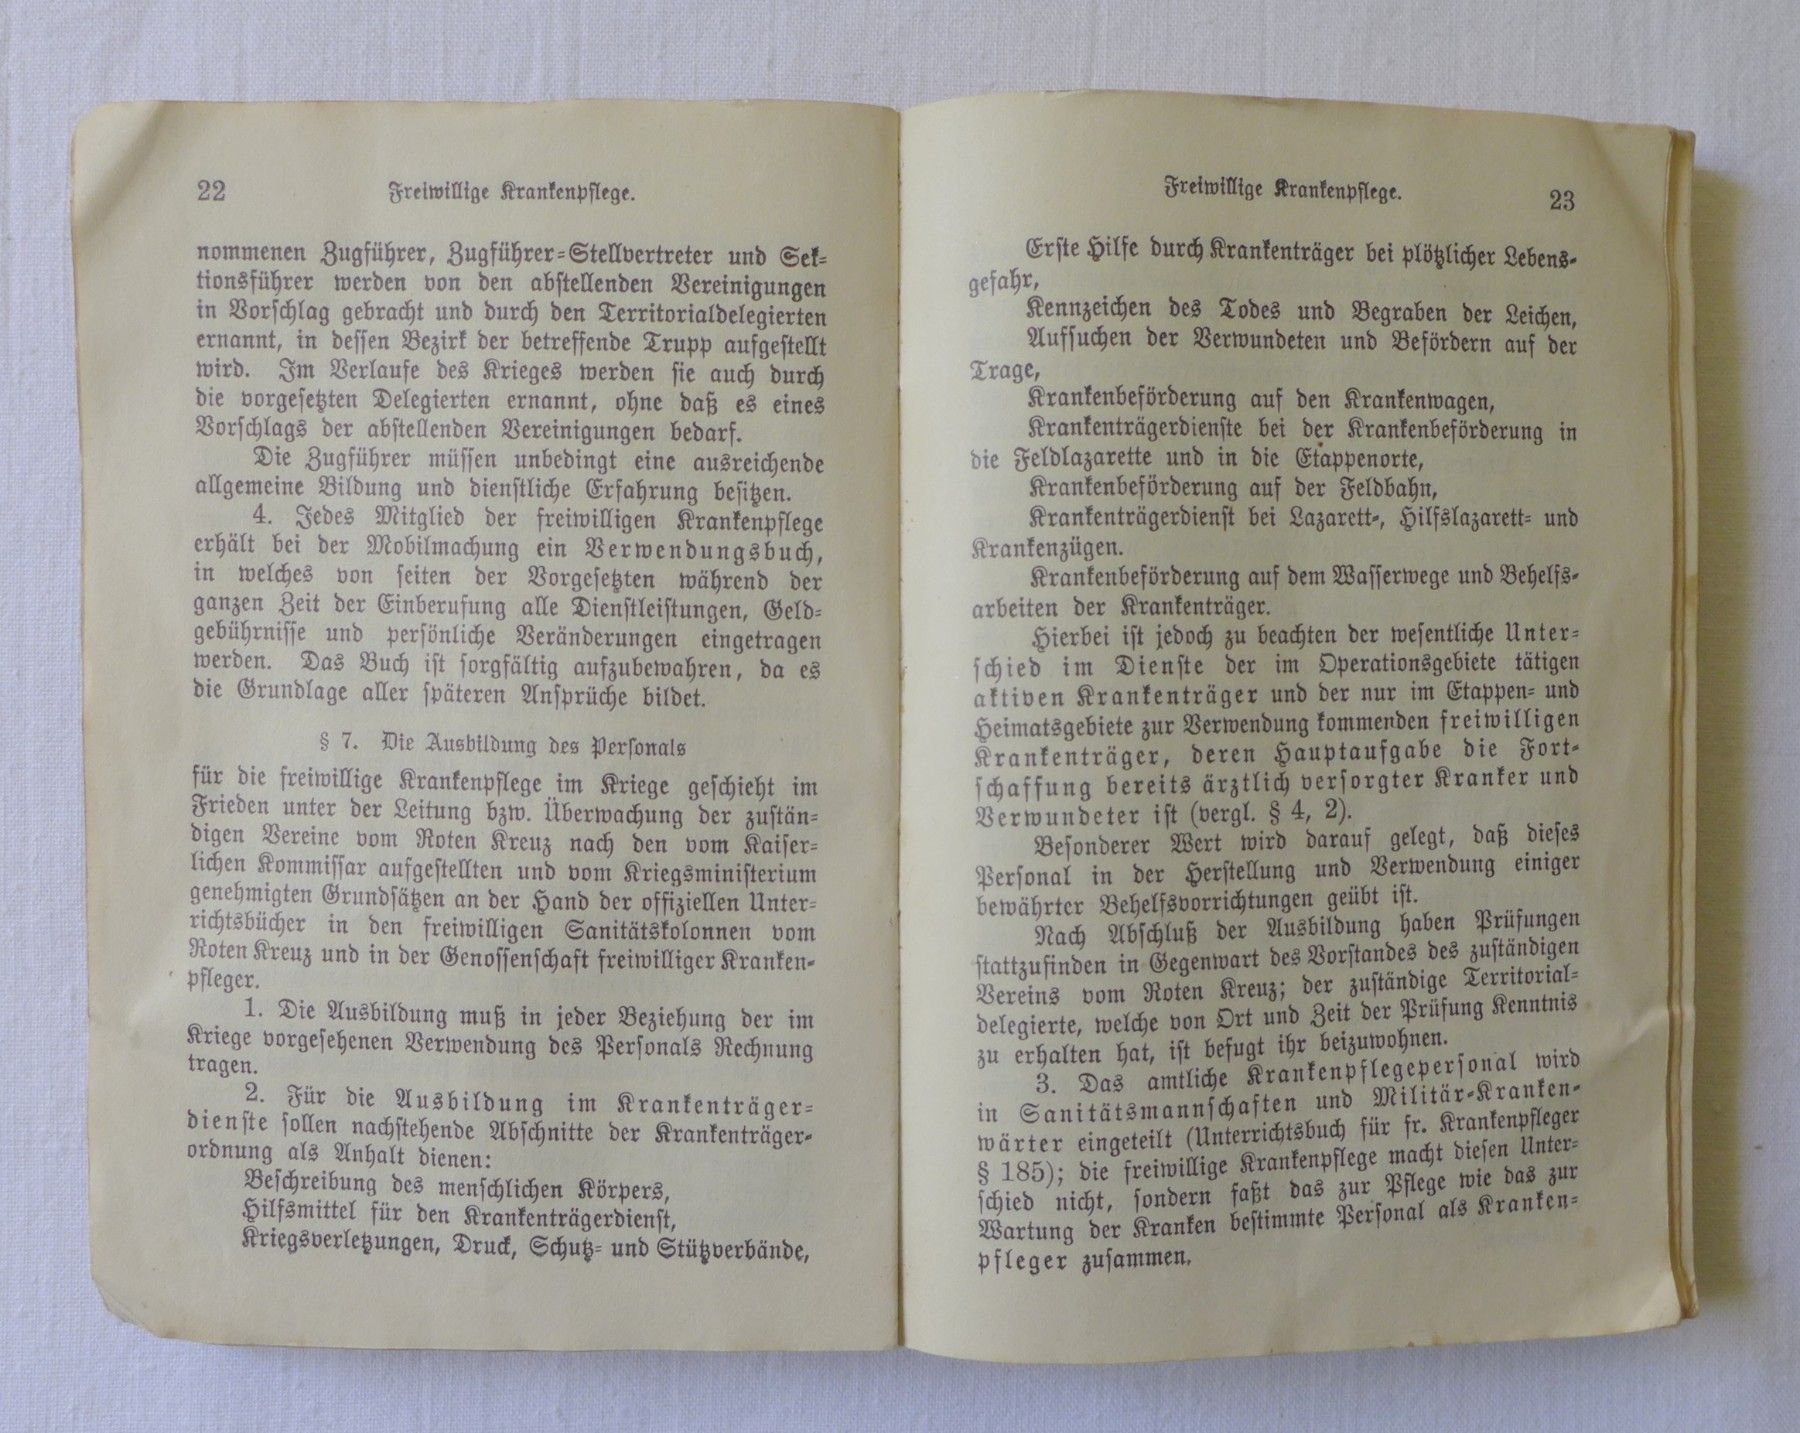 22
Freiwillige Krankenpflege.
nommenen Zugführer, Zugführer-Stellvertreter und Sek-
tionsführer werden von den abstellenden Vereinigungen
in Vorschlag gebracht und durch den Territorialdelegierten
ernannt, in dessen Bezirk der betreffende Trupp aufgestellt
wird. Im Verlaufe des Krieges werden sie auch durch
die vorgesetzten Delegierten ernannt, ohne daß es eines
Vorschlags der abstellenden Vereinigungen bedarf.
Die Zugführer müssen unbedingt eine ausreichende
allgemeine Bildung und dienstliche Erfahrung besitzen.
4. Jedes Mitglied der freiwilligen Krankenpflege
erhält bei der Mobilmachung ein Verwendungsbuch,
in welches von seiten der Vorgesetzten während der
ganzen Zeit der Einberufung alle Dienstleistungen, Geld-
gebührnisse und persönliche Veränderungen eingetragen
werden. Das Buch ist sorgfältig aufzubewahren, da es
die Grundlage aller späteren Ansprüche bildet.
§ 7. Die Ausbildung des Personals
für die freiwillige Krankenpflege im Kriege geschieht im
Frieden unter der Leitung bzw. Überwachung der zustän-
digen Vereine vom Roten Kreuz nach den vom Kaiser-
lichen Kommissar aufgestellten und vom Kriegsministerium
genehmigten Grundsätzen an der Hand der offiziellen Unter-
richtsbücher in den freiwilligen Sanitätskolonnen vom
Roten Kreuz und in der Genossenschaft freiwilliger Kranken-
pfleger.
1. Die Ausbildung muß in jeder Beziehung der im
Kriege vorgesehenen Verwendung des Personals Rechnung
tragen.
2. Für die Ausbildung im Krankenträger-
dienste sollen nachstehende Abschnitte der Krankenträger-
ordnung als Anhalt dienen:
Beschreibung des menschlichen Körpers,
Hilfsmittel für den Krankenträgerdienst,
Kriegsverletzungen, Druck, Schutz- und Stützverbände,
Freiwillige Krankenpflege.
23
Erste Hilfe durch Krankenträger bei plötzlicher Lebens-
gefahr,
Kennzeichen des Todes und Begraben der Leichen,
Aufsuchen der Verwundeten und Befördern auf der
Trage,
Krankenbeförderung auf den Krankenwagen,
Krankenträgerdienste bei der Krankenbeförderung in
die Feldlazarette und in die Etappenorte,
Krankenbeförderung auf der Feldbahn,
Krankenträgerdienst bei Lazarett-, Hilfslazarett- und
Krankenzügen.
Krankenbeförderung auf dem Wasserwege und Behelfs-
arbeiten der Krankenträger.
Hierbei ist jedoch zu beachten der wesentliche Unter-
schied im Dienste der im Operationsgebiete tätigen
aktiven Krankenträger und der nur im Etappen- und
Heimatsgebiete zur Verwendung kommenden freiwilligen
Krankenträger, deren Hauptaufgabe die Fort-
schaffung bereits ärztlich versorgter Kranker und
Verwundeter ist (vergl. § 4, 2).
Besonderer Wert wird darauf gelegt, daß dieses
Personal in der Herstellung und Verwendung einiger
bewährter Behelfsvorrichtungen geübt ist.
Nach Abschluß der Ausbildung haben Prüfungen
stattzufinden in Gegenwart des Vorstandes des zuständigen
Vereins vom Roten Kreuz; der zuständige Territorial-
delegierte, welche von Ort und Zeit der Prüfung Kenntnis
zu erhalten hat, ist befugt ihr beizuwohnen.
3. Das amtliche Krankenpflegepersonal wird
in Sanitätsmannschaften und Militär-Kranken-
wärter eingeteilt (Unterrichtsbuch für fr. Krankenpfleger
§ 185); die freiwillige Krankenpflege macht diesen Unter-
schied nicht, sondern faßt das zur Pflege wie das zur
Wartung der Kranken bestimmte Personal als Kranken-
pfleger zusammen.